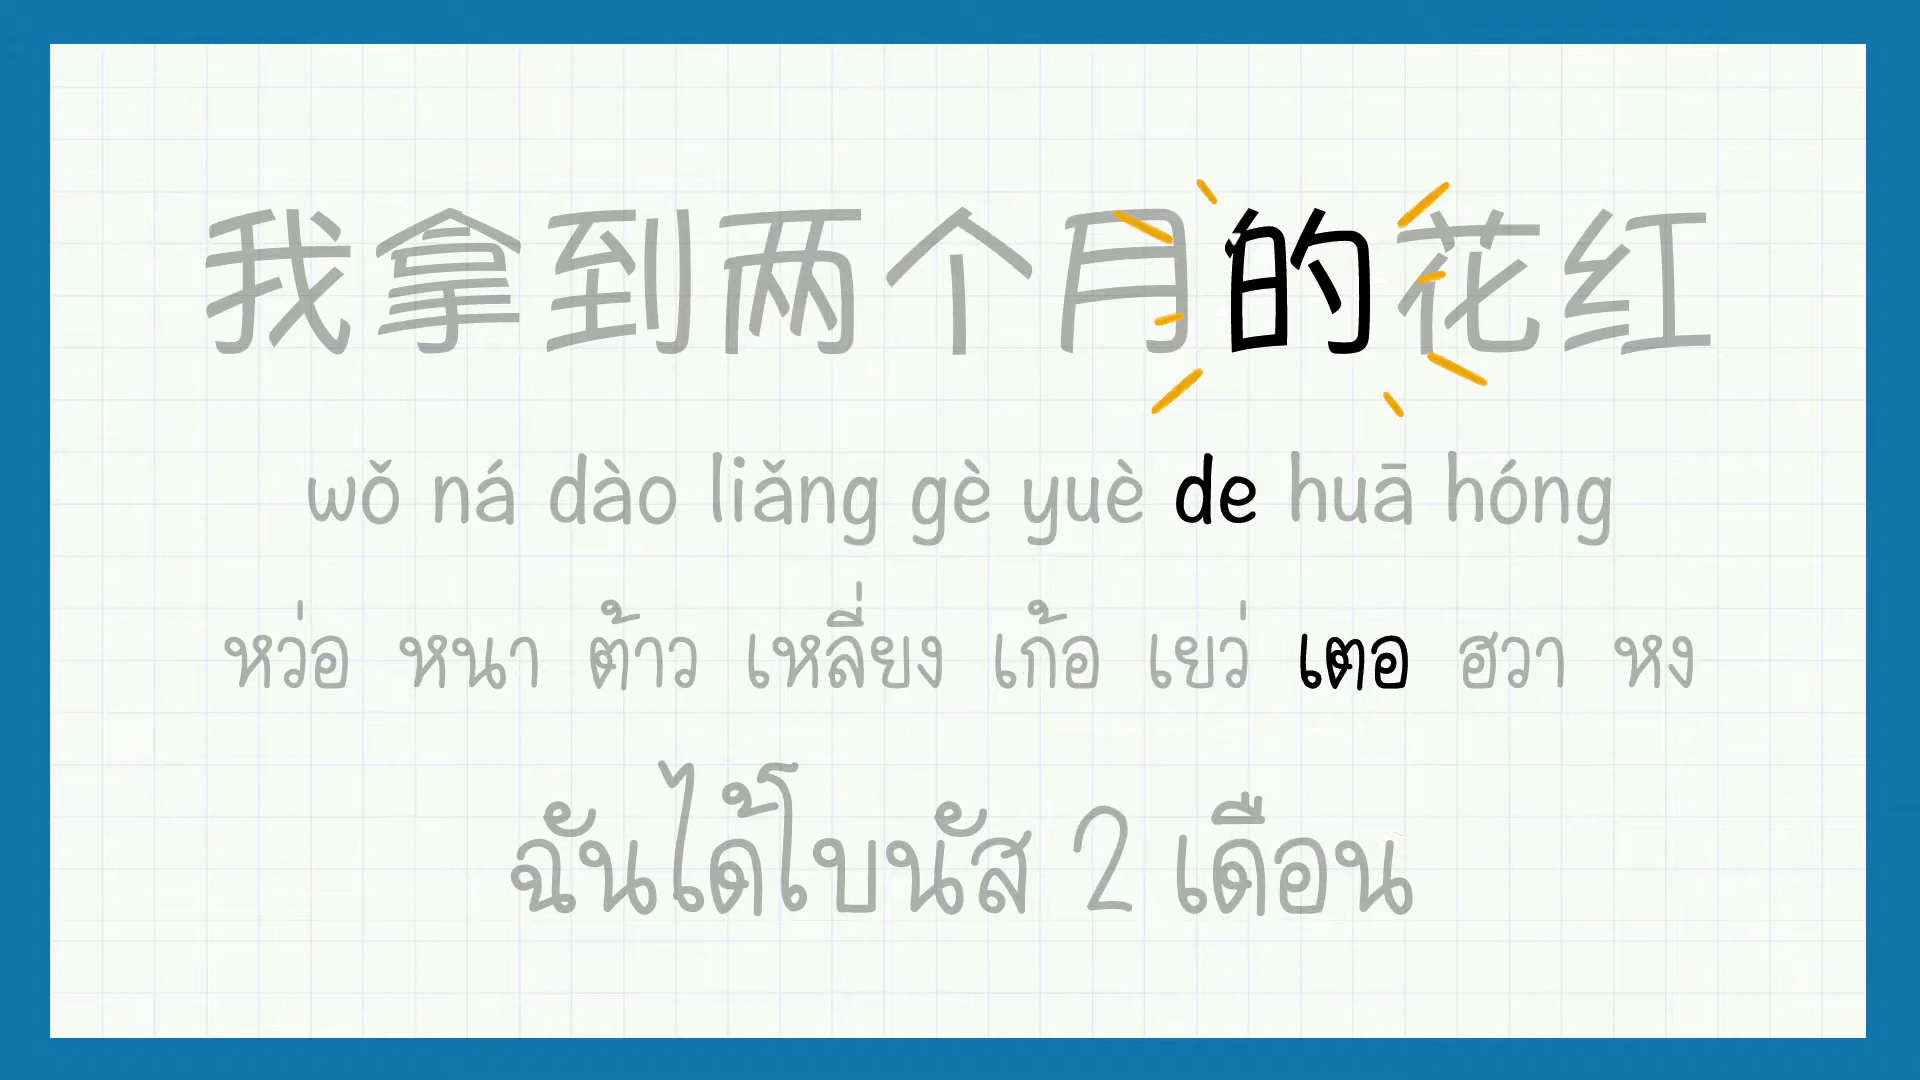 我拿到两个月的花红
wǒ ná dào liǎng gè yuè de huā hóng
หว่อ หนา ต้าว เหลี่ยง เก้อ เยว่ เตอ ฮวา หง
ฉันได้โบนัส 2 เดือน